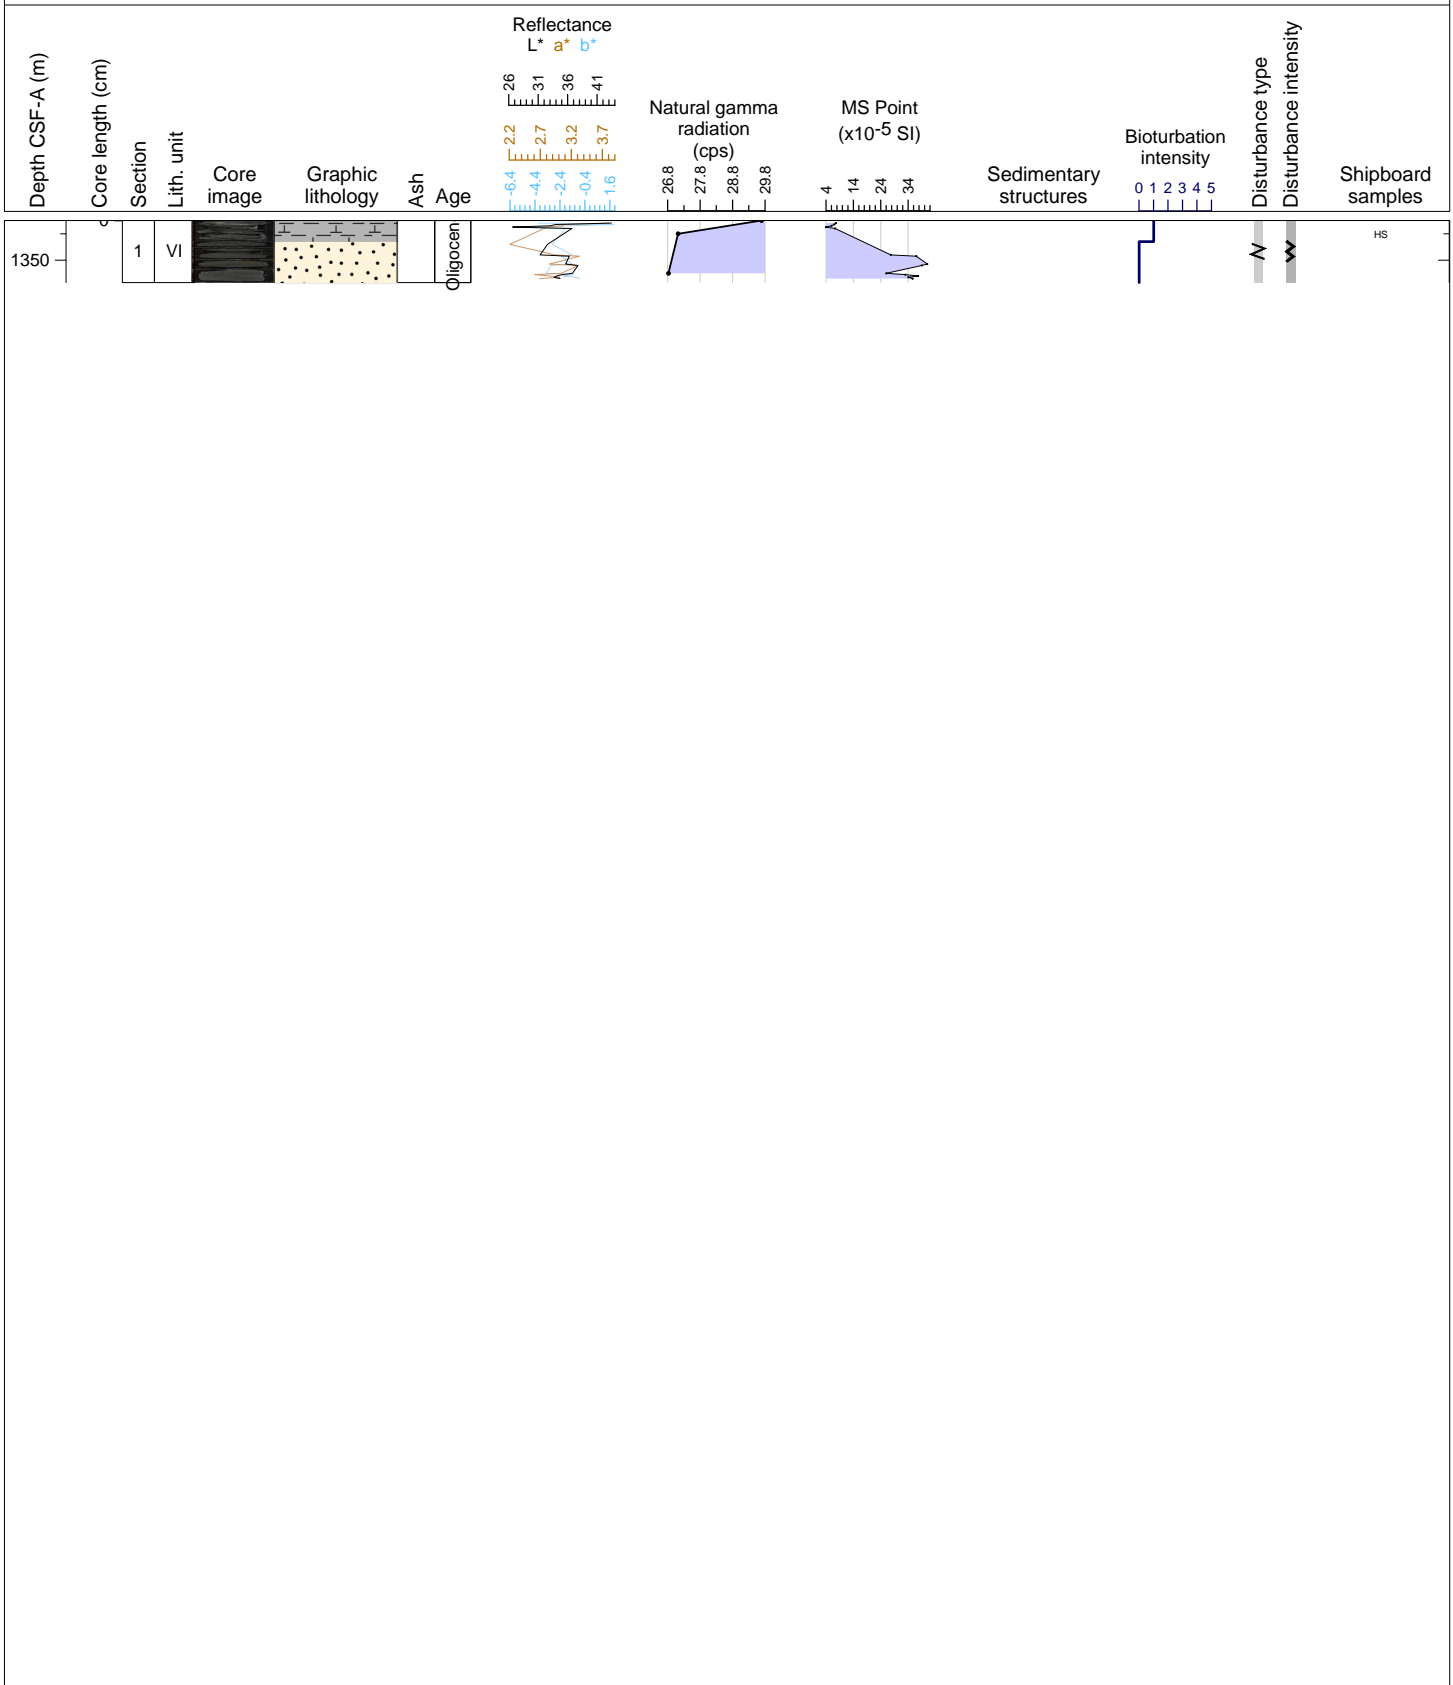 Depth CSF-A (m)
Core length (cm)
Section
Lith. unit
Core
image
Graphic
lithology
Ash
Age
Reflectance
L* a* b*
26 31 36 41
2.2 2.7 3.2 3.7
-6.4 -4.4 -2.4 -0.4 1.6
Natural gamma
radiation
(cps)
26.8 27.8 28.8 29.8
MS Point
(x10-5 SI)
4 14 24 34
Sedimentary
structures
Bioturbation
intensity
0 1 2 3 4 5
Disturbance type
Disturbance intensity
Shipboard
samples
1350
1
VI
Oligocen
HS